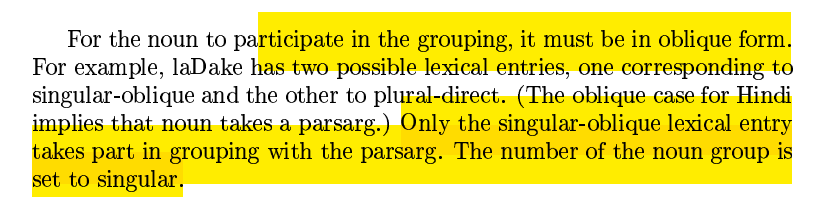 For the noun to participate in the grouping, it must be in oblique form.
For example, laDake has two possible lexical entries, one corresponding to
singular-oblique and the other to plural-direct. (The oblique case for Hindi
implies that noun takes a parsarg.) Only the singular-oblique lexical entry
takes part in grouping with the parsarg. The number of the noun group is
set to singular.